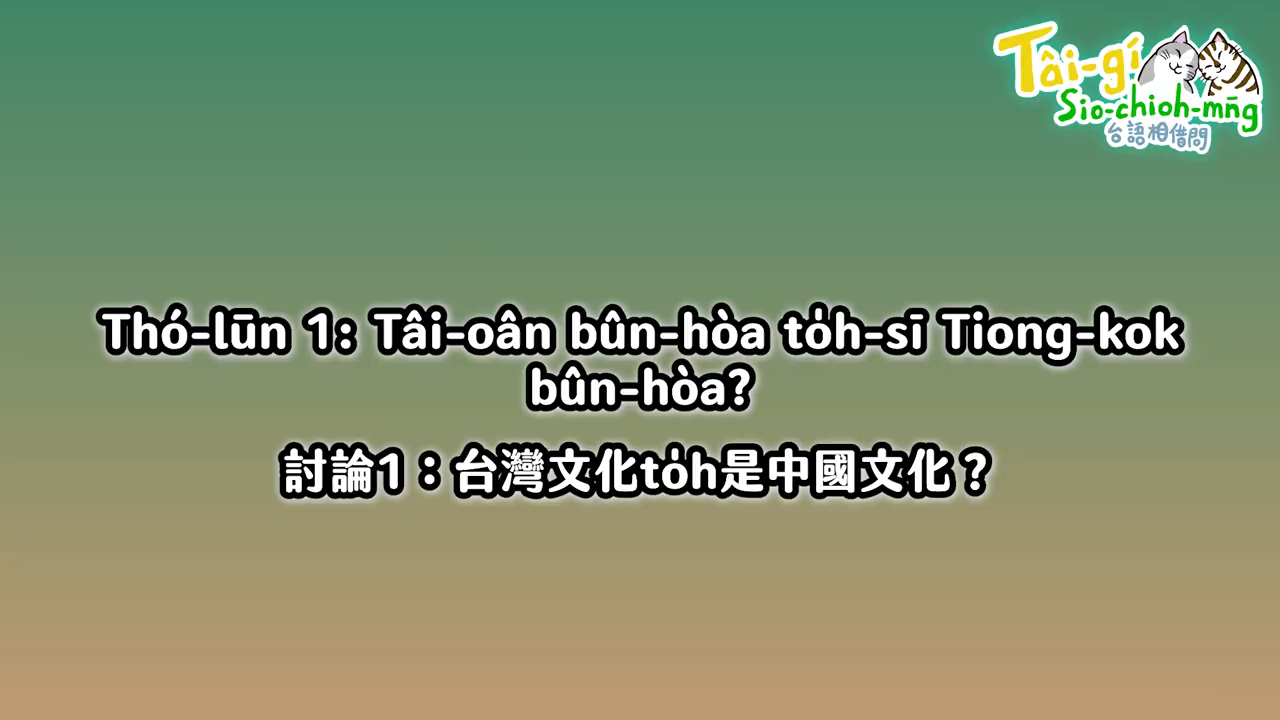 Tâi-gí
Sio-chioh-mn̄g
台語相借問
Thó-lūn 1: Tâi-oân bûn-hòa to̍h-sī Tiong-kok
bûn-hòa?
討論1：台灣文化to̍h是中國文化？